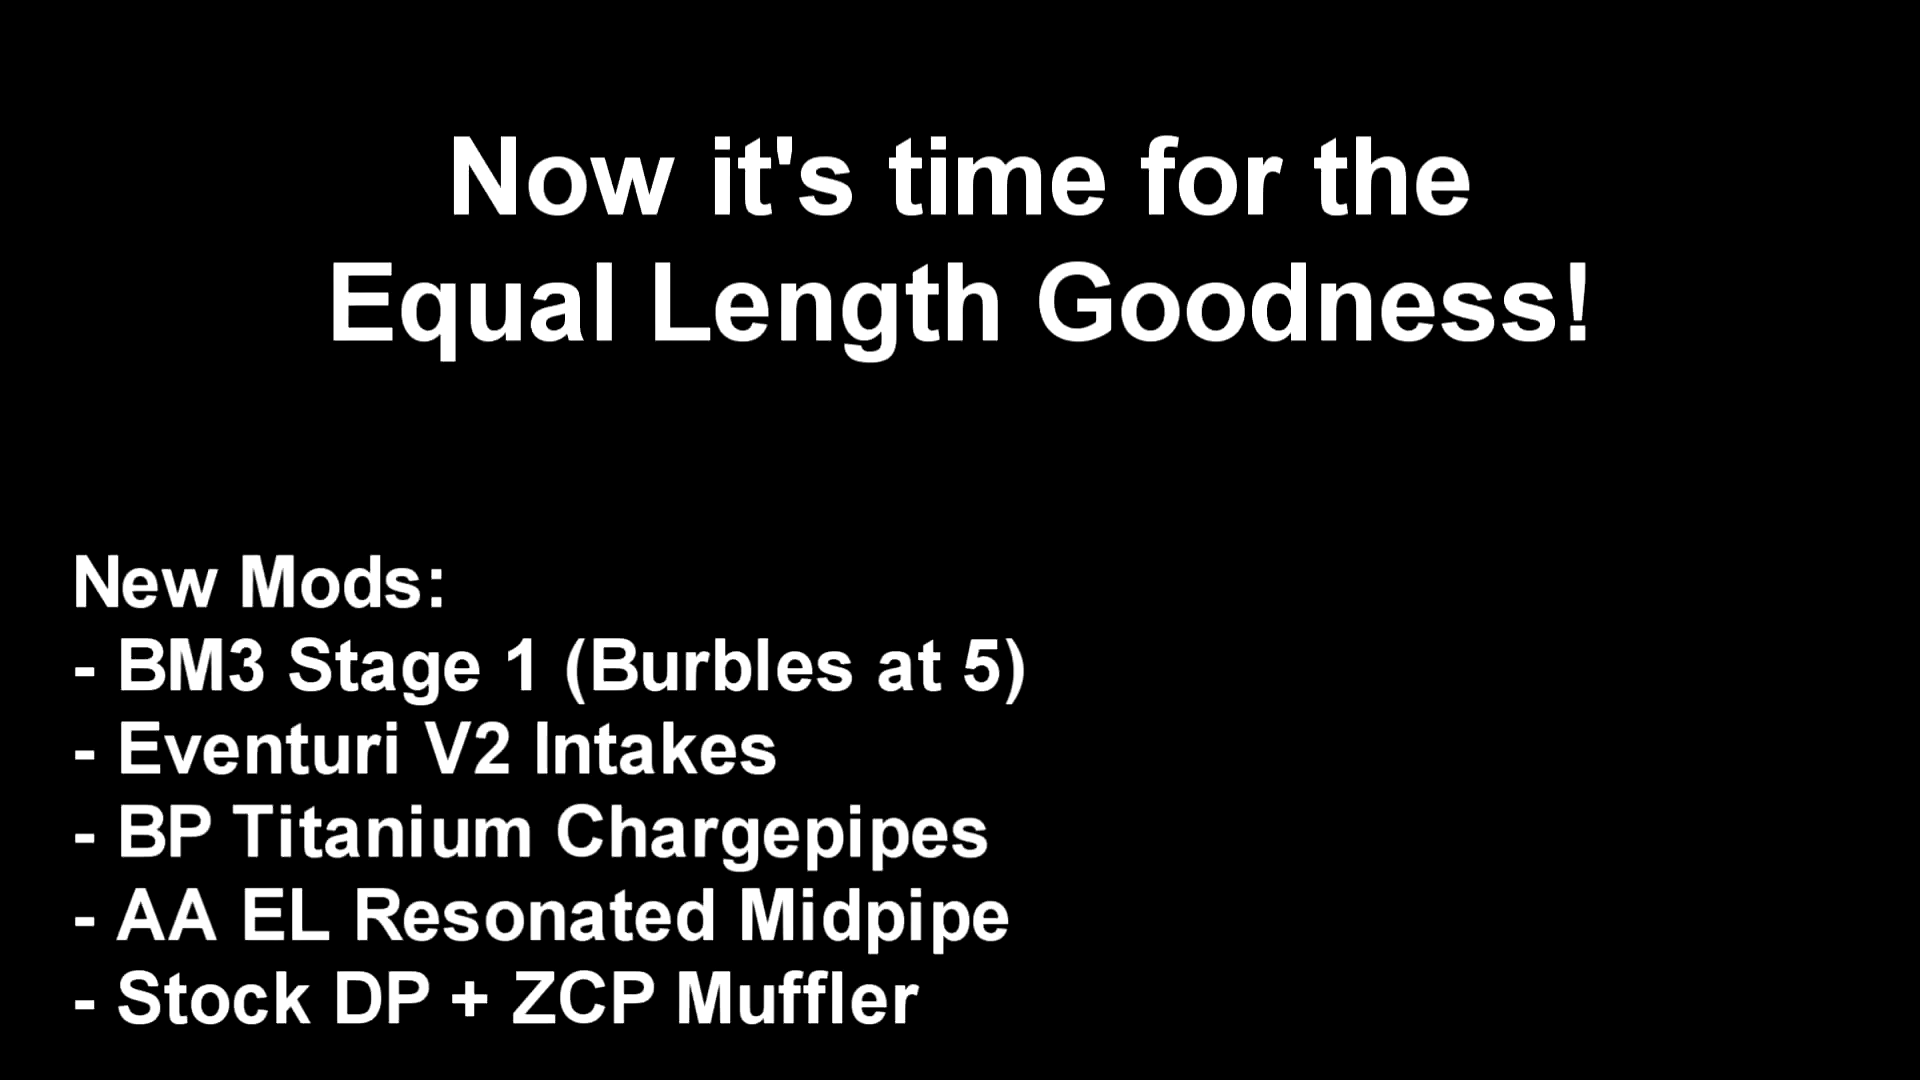 Now it's time for the
Equal Length Goodness!
New Mods:
- BM3 Stage 1 (Burbles at 5)
- Eventuri V2 Intakes
- BP Titanium Chargepipes
- AA EL Resonated Midpipe
- Stock DP + ZCP Muffler